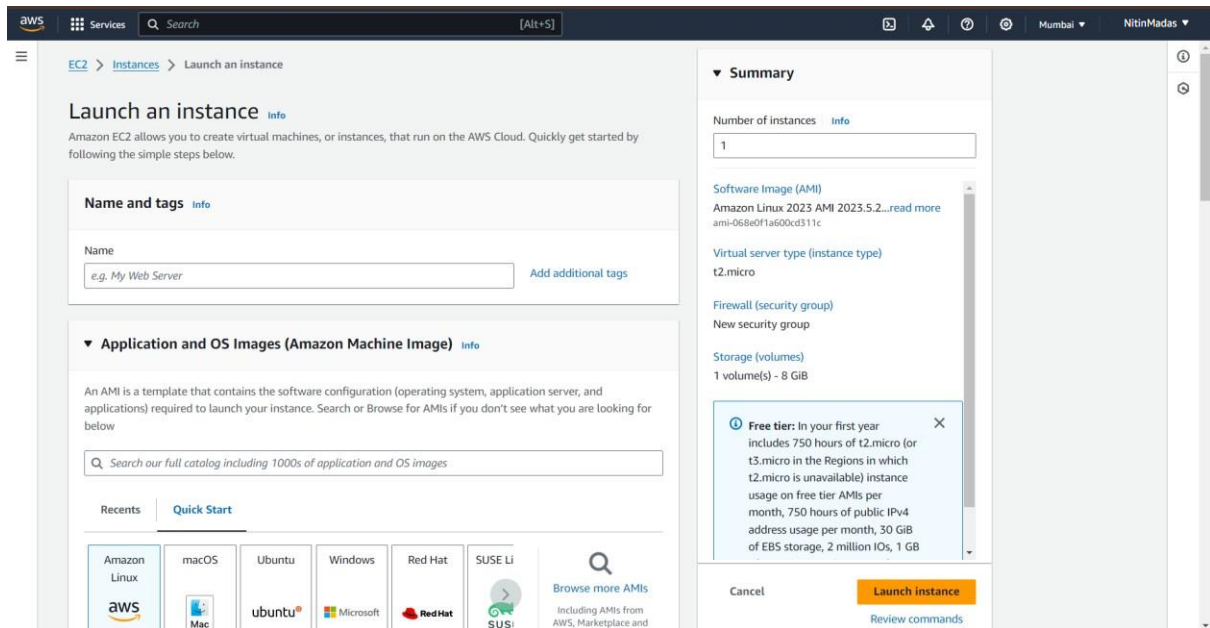 aws
Services
Search
[Alt+S]
Mumbai
NitinMadas
EC2 > Instances > Launch an instance
Launch an instance Info
Amazon EC2 allows you to create virtual machines, or instances, that run on the AWS Cloud. Quickly get started by
following the simple steps below.
Name and tags Info
Name
e.g. My Web Server
Add additional tags
Application and OS Images (Amazon Machine Image) Info
An AMI is a template that contains the software configuration (operating system, application server, and
applications) required to launch your instance. Search or Browse for AMIs if you don't see what you are looking for
below
Search our full catalog including 1000s of application and OS images
Recents
Quick Start
Amazon
Linux
aws
macOS
Mac
Ubuntu
ubuntu®
Windows
Microsoft
Red Hat
RedHat
SUSE Li
SUS
Browse more AMIs
Including AMIs from
AWS, Marketplace and
Summary
Number of instances Info
1
Software Image (AMI)
Amazon Linux 2023 AMI 2023.5.2...read more
ami-068e0f1a600cd311c
Virtual server type (instance type)
t2.micro
Firewall (security group)
New security group
Storage (volumes)
1 volume(s) - 8 GiB
Free tier: In your first year
includes 750 hours of t2.micro (or
t3.micro in the Regions in which
t2.micro is unavailable) instance
usage on free tier AMIs per
month, 750 hours of public IPv4
address usage per month, 30 GiB
of EBS storage, 2 million IOs, 1 GB
Cancel
Launch instance
Review commands